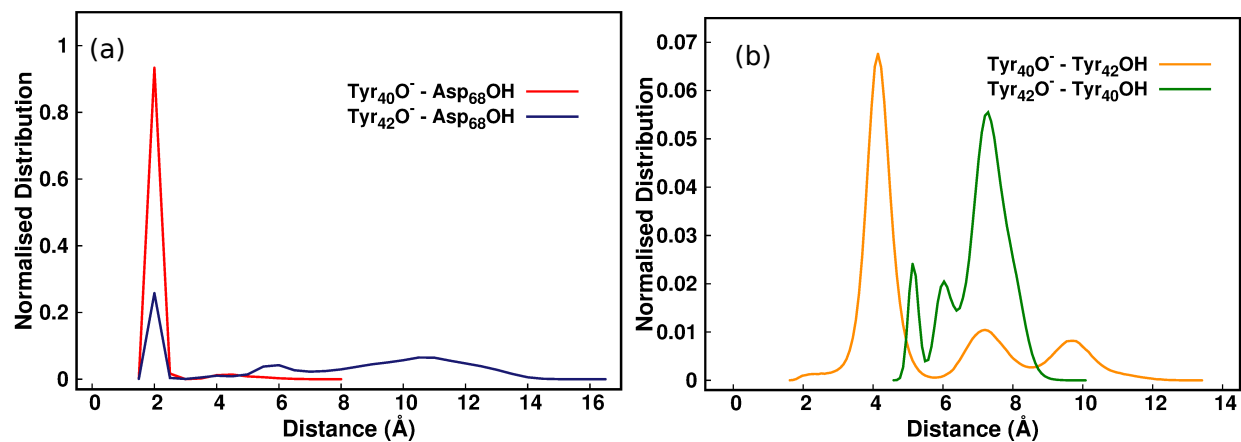 (a)
Tyr40O- - Asp68OH
Tyr42O- - Asp68OH
Normalised Distribution
1
0.8
0.6
0.4
0.2
0
0 2 4 6 8 10 12 14 16
Distance (Å)
(b)
Tyr40O- - Tyr42OH
Tyr42O- - Tyr40OH
Normalised Distribution
0.07
0.06
0.05
0.04
0.03
0.02
0.01
0
0 2 4 6 8 10 12 14
Distance (Å)